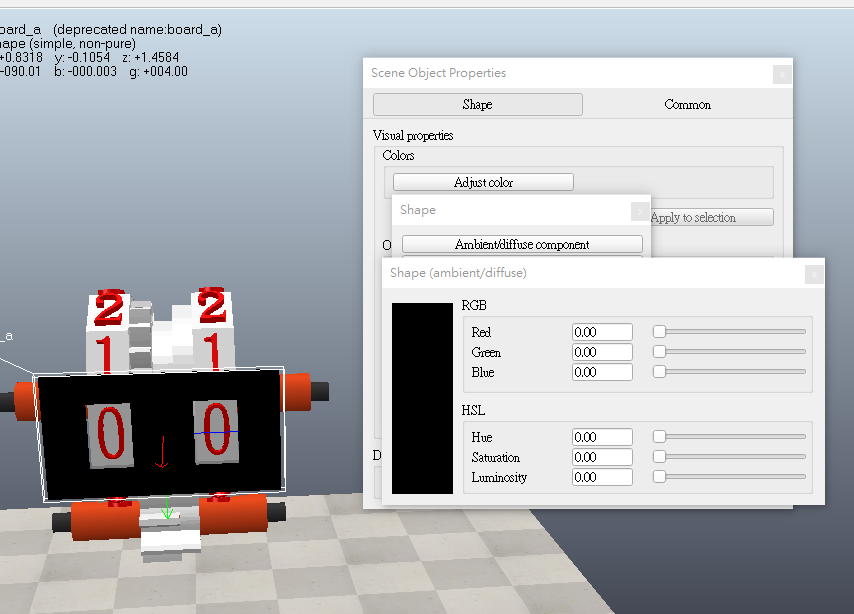 oard_a (deprecated name:board_a)
hape (simple, non-pure)
+0.8318 y: -0.1054 z: +1.4584
-090.01 b: -000.003 g: +004.00
Scene Object Properties
x
Shape Common
Visual properties
Colors
Adjust color
Apply to selection
Shape
x
O
Ambient/diffuse component
Shape (ambient/diffuse)
x
RGB
Red 0.00
Green 0.00
Blue 0.00
HSL
Hue 0.00
Saturation 0.00
Luminosity 0.00
D
_a
2 2
1 1
0 0